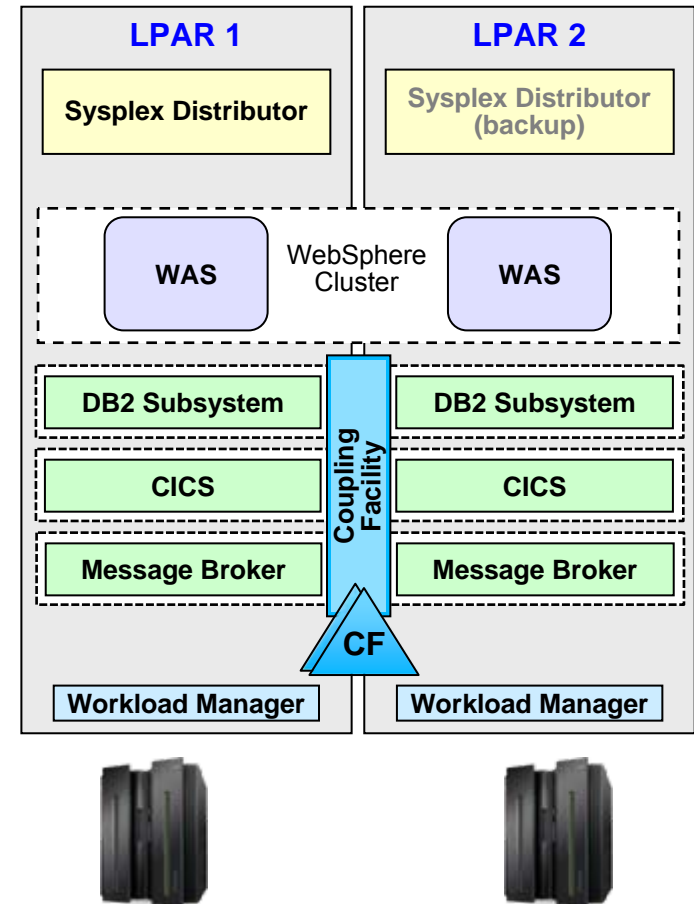 LPAR 1
LPAR 2
Sysplex Distributor
Sysplex Distributor
(backup)
WAS
WebSphere
Cluster
WAS
DB2 Subsystem
DB2 Subsystem
Coupling
Facility
CICS
CICS
Message Broker
Message Broker
CF
Workload Manager
Workload Manager